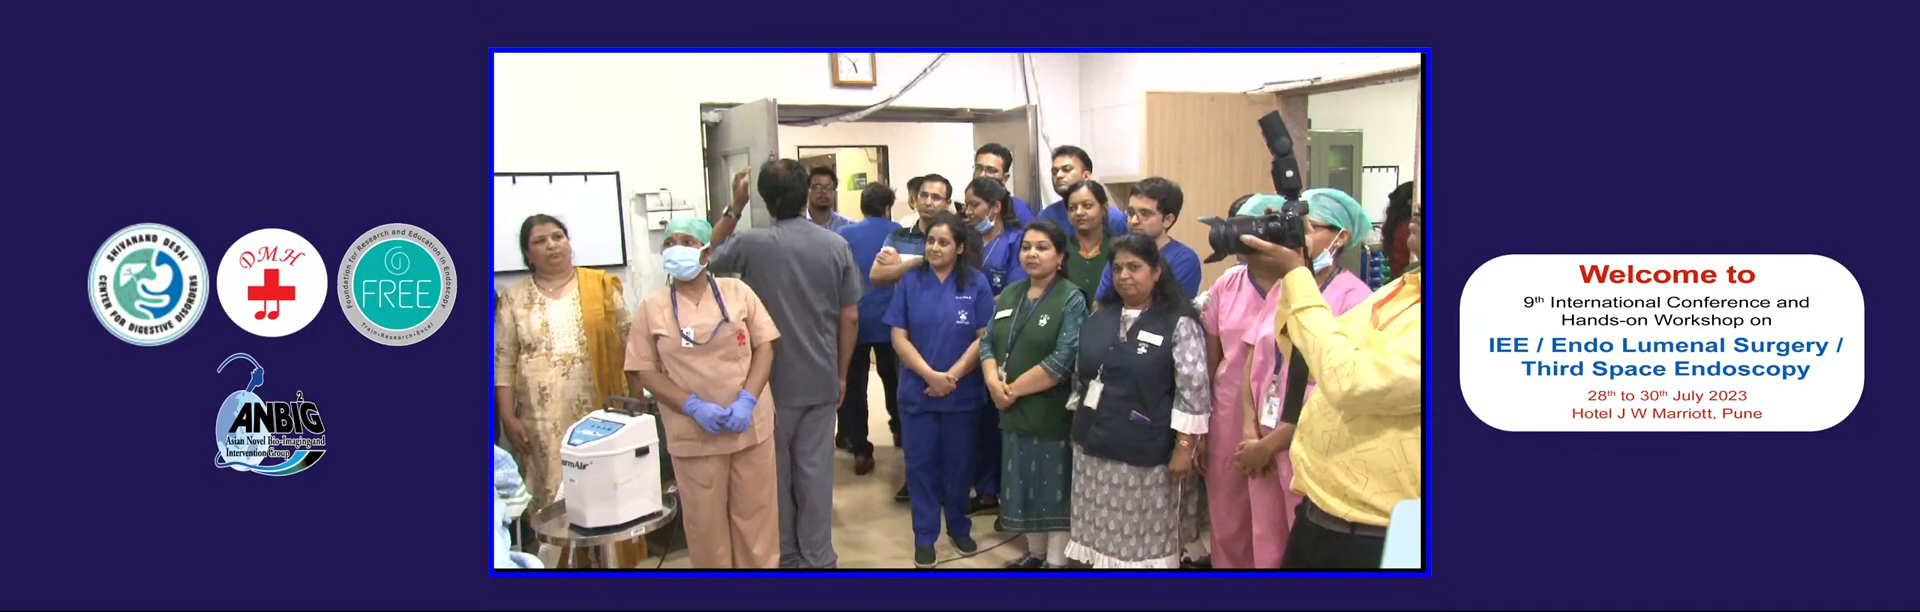 SHIVANAND DESAI
CENTER FOR DIGESTIVE DISORDERS
DMH
Foundation for Research and Education in Endoscopy
FREE
Train • Research • Excel
ANBIG
2
Asian Novel Bio-Imaging and
Intervention Group
Welcome to
9th International Conference and
Hands-on Workshop on
IEE / Endo Lumenal Surgery /
Third Space Endoscopy
28th to 30th July 2023
Hotel J W Marriott, Pune